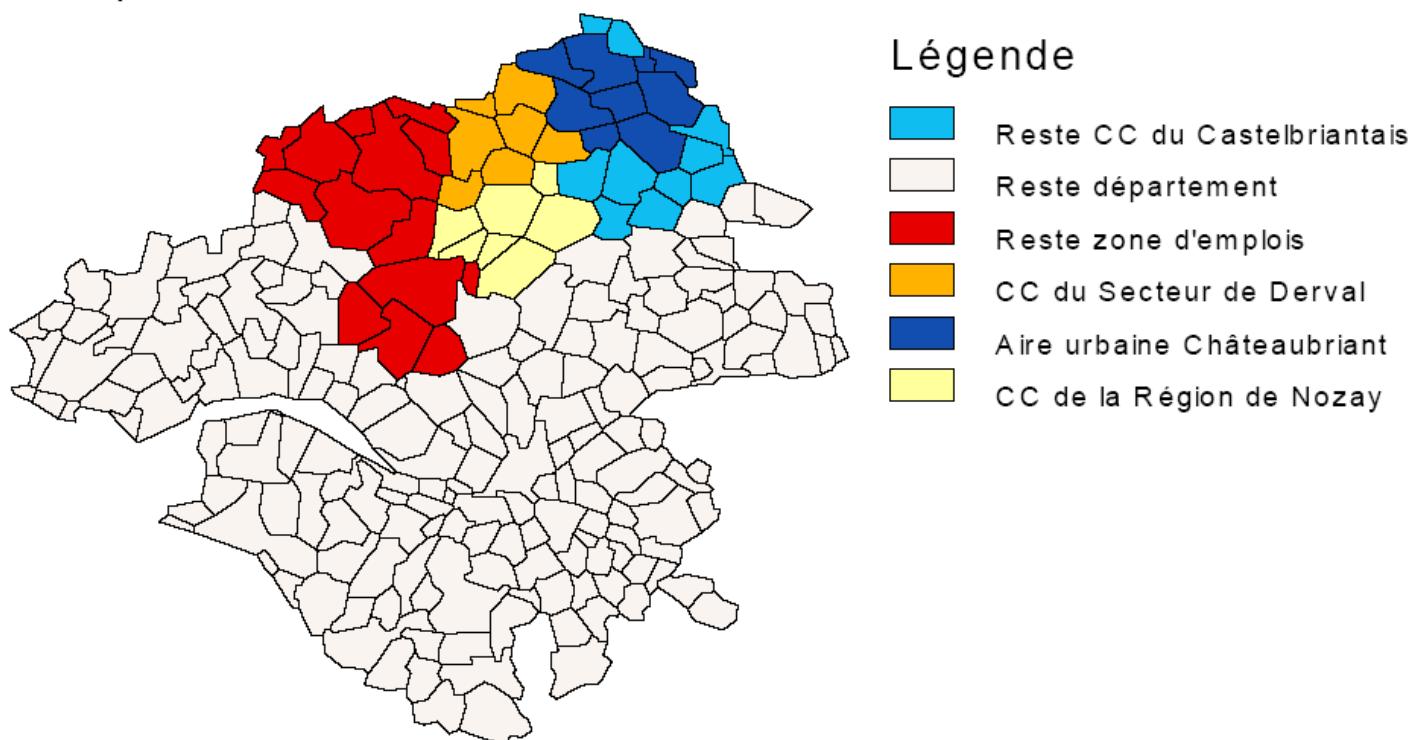 Légende
Reste CC du Castelbriantais
Reste département
Reste zone d'emplois
CC du Secteur de Derval
Aire urbaine Châteaubriant
CC de la Région de Nozay